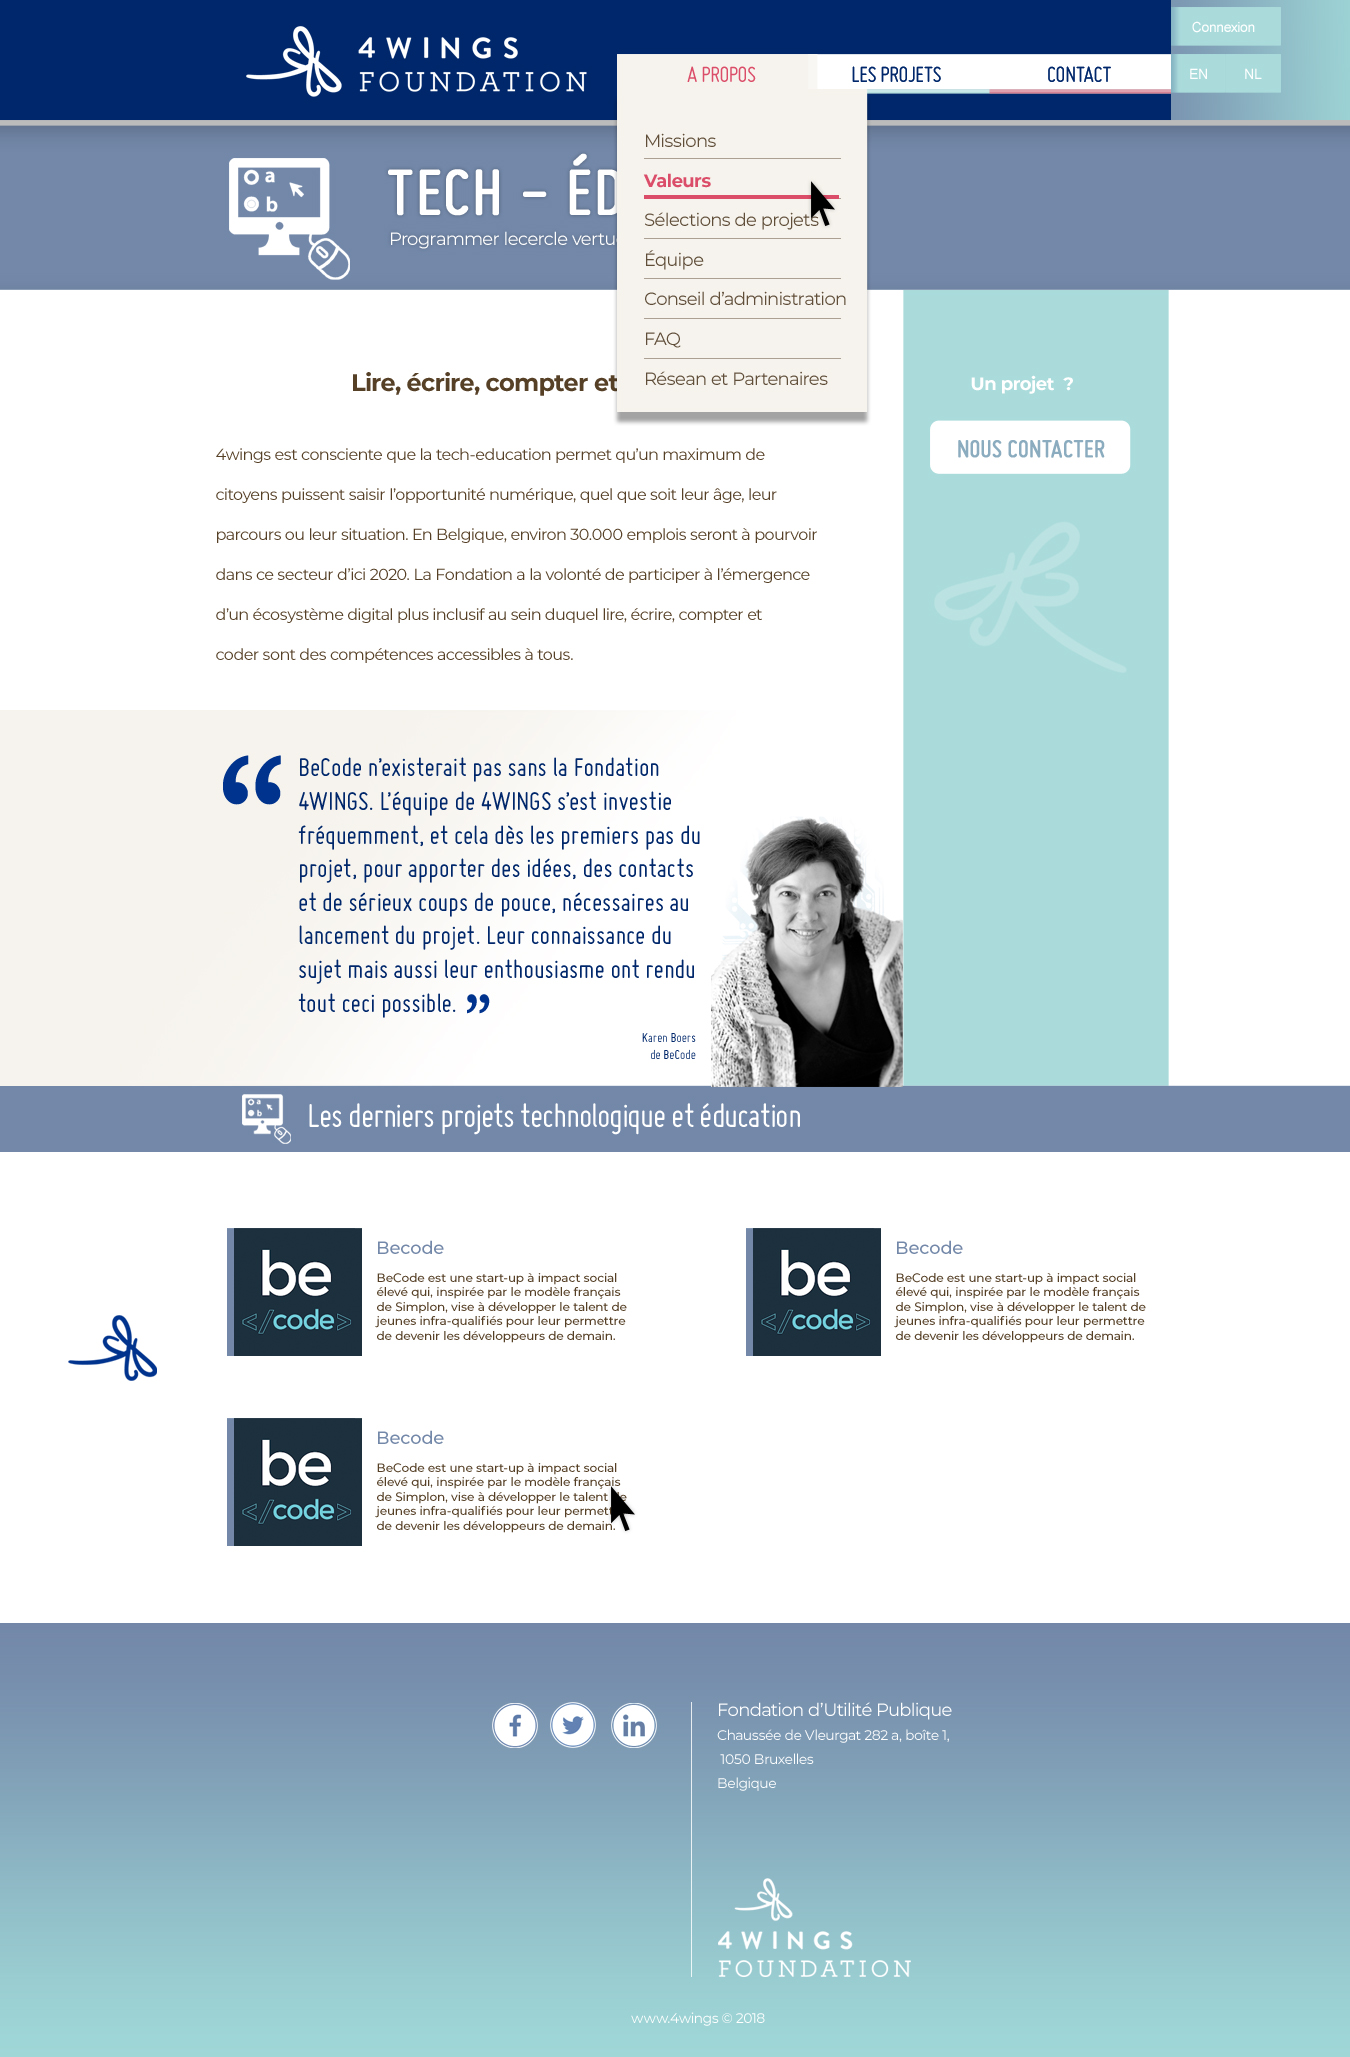 4WINGS
FOUNDATION
Connexion
A PROPOS
LES PROJETS
CONTACT
EN
NL
Missions
Valeurs
Sélections de projets
Équipe
Conseil d'administration
FAQ
Résean et Partenaires
a
b
TECH – ÉD
Programmer lecercle vertu
Lire, écrire, compter et
Un projet ?
NOUS CONTACTER
4wings est consciente que la tech-education permet qu'un maximum de
citoyens puissent saisir l'opportunité numérique, quel que soit leur âge, leur
parcours ou leur situation. En Belgique, environ 30.000 emplois seront à pourvoir
dans ce secteur d'ici 2020. La Fondation a la volonté de participer à l'émergence
d'un écosystème digital plus inclusif au sein duquel lire, écrire, compter et
coder sont des compétences accessibles à tous.
“ BeCode n'existerait pas sans la Fondation
4WINGS. L'équipe de 4WINGS s'est investie
fréquemment, et cela dès les premiers pas du
projet, pour apporter des idées, des contacts
et de sérieux coups de pouce, nécessaires au
lancement du projet. Leur connaissance du
sujet mais aussi leur enthousiasme ont rendu
tout ceci possible. ”
Karen Boers
de BeCode
a
b
Les derniers projets technologique et éducation
be
</code>
Becode
BeCode est une start-up à impact social
élevé qui, inspirée par le modèle français
de Simplon, vise à développer le talent de
jeunes infra-qualifiés pour leur permettre
de devenir les développeurs de demain.
be
</code>
Becode
BeCode est une start-up à impact social
élevé qui, inspirée par le modèle français
de Simplon, vise à développer le talent de
jeunes infra-qualifiés pour leur permettre
de devenir les développeurs de demain.
be
</code>
Becode
BeCode est une start-up à impact social
élevé qui, inspirée par le modèle français
de Simplon, vise à développer le talent de
jeunes infra-qualifiés pour leur permettre
de devenir les développeurs de demain.
f
in
Fondation d'Utilité Publique
Chaussée de Vleurgat 282 a, boîte 1,
1050 Bruxelles
Belgique
4WINGS
FOUNDATION
www.4wings © 2018